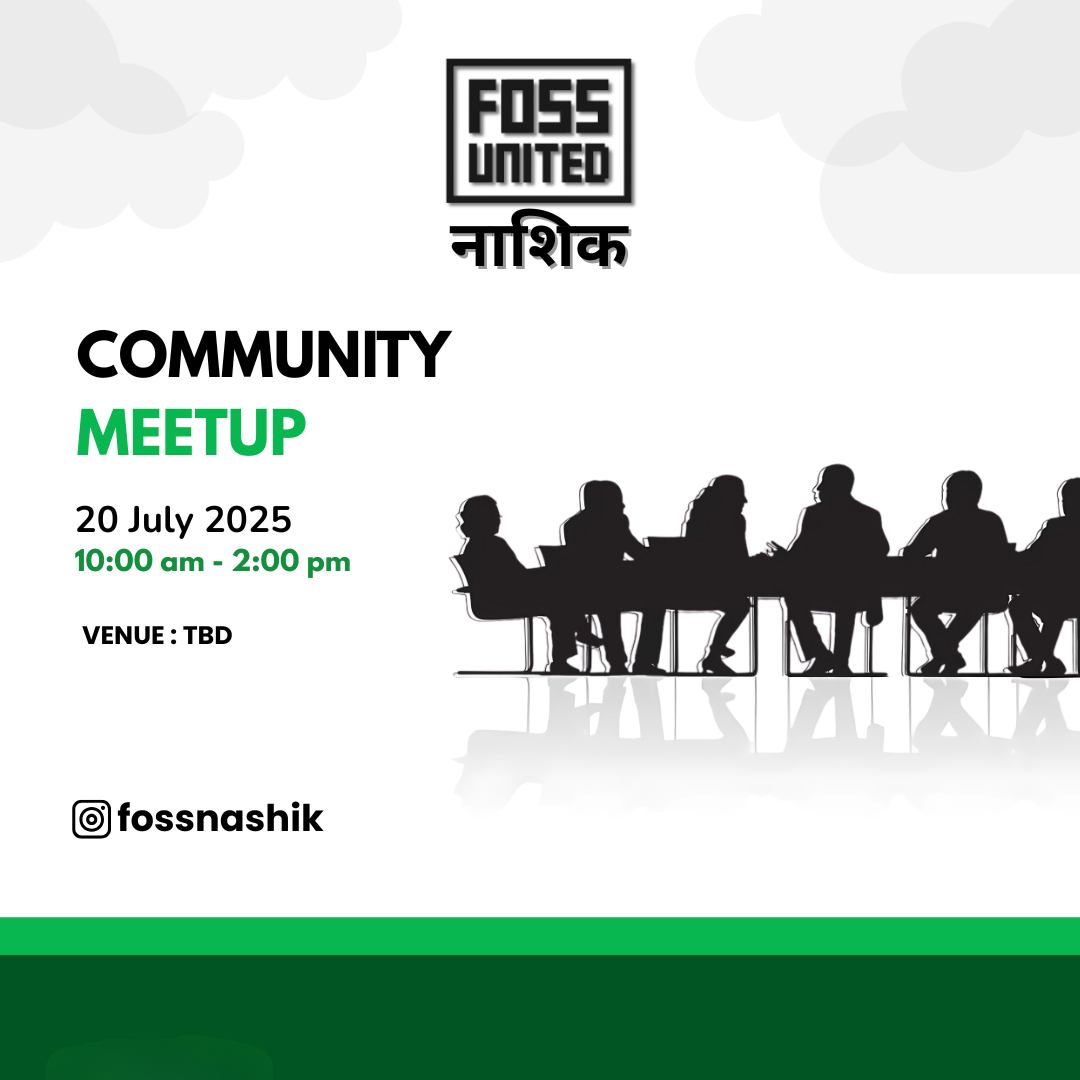 FOSS
UNITED
नाशिक
COMMUNITY
MEETUP
20 July 2025
10:00 am - 2:00 pm
VENUE : TBD
fossnashik